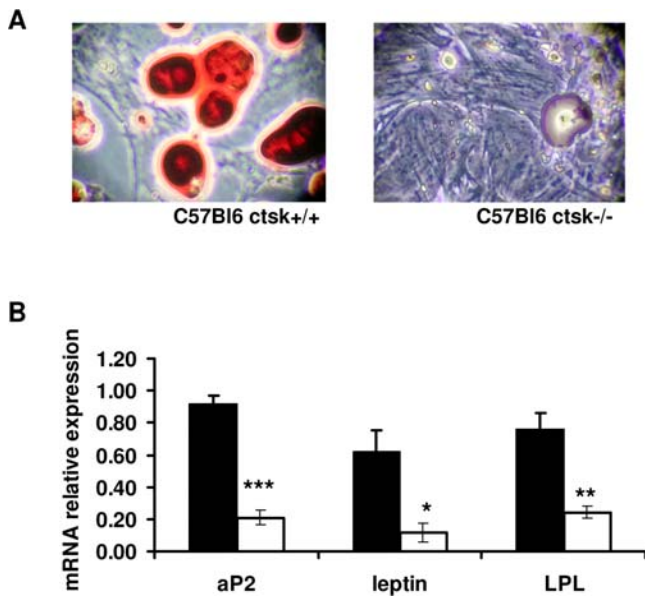 A
C57Bl6 ctsk+/+
C57Bl6 ctsk-/-
B
mRNA relative expression
1.20
1.00
0.80
0.60
0.40
0.20
0.00
***
*
**
aP2
leptin
LPL